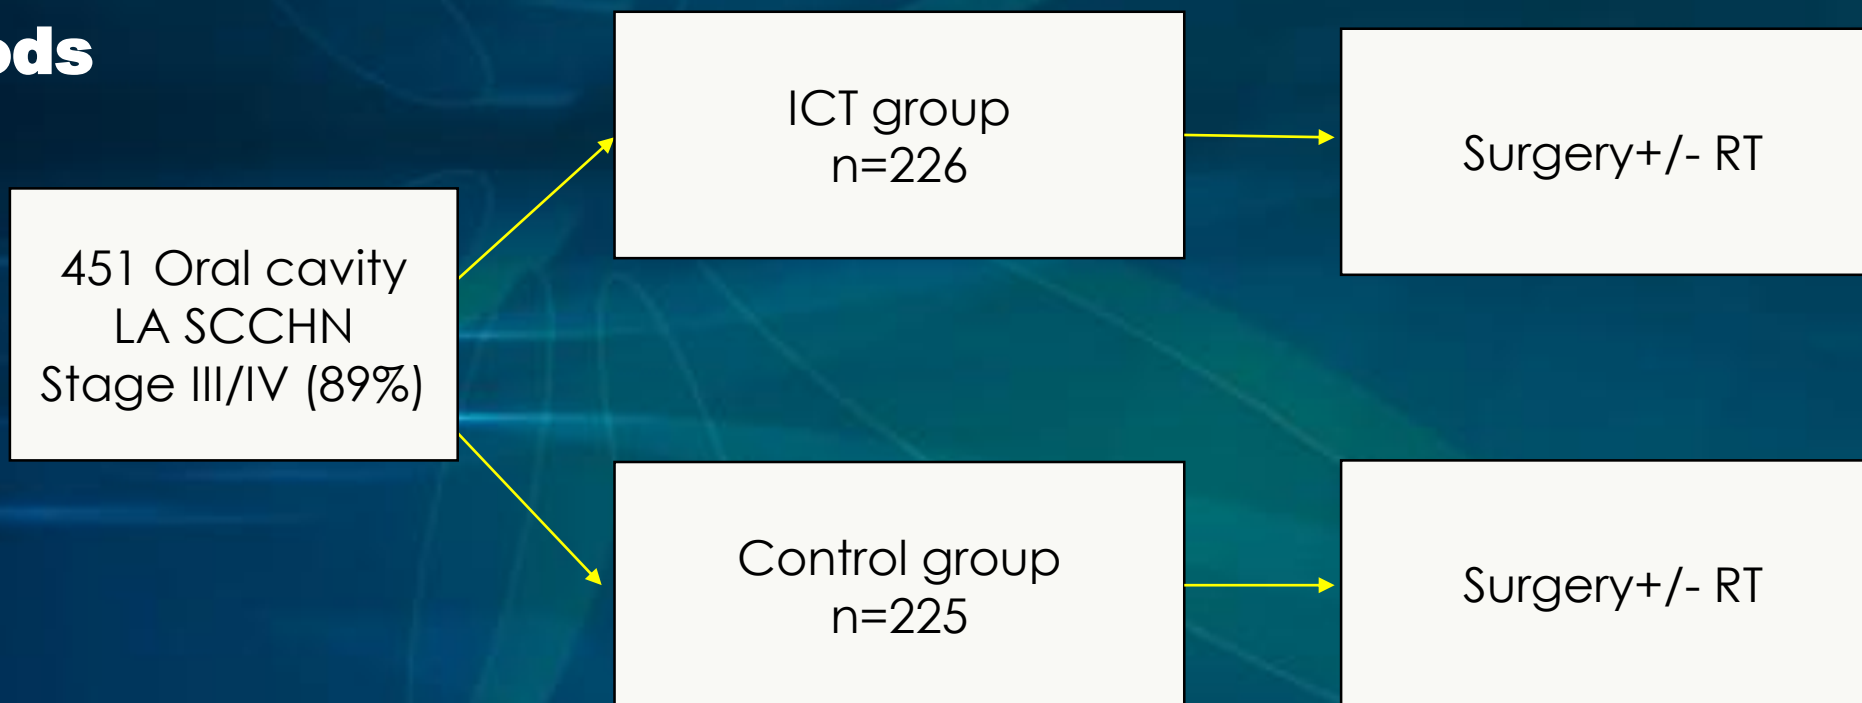 ods
ICT group
n=226
Surgery+/- RT
451 Oral cavity
LA SCCHN
Stage III/IV (89%)
Control group
n=225
Surgery+/- RT